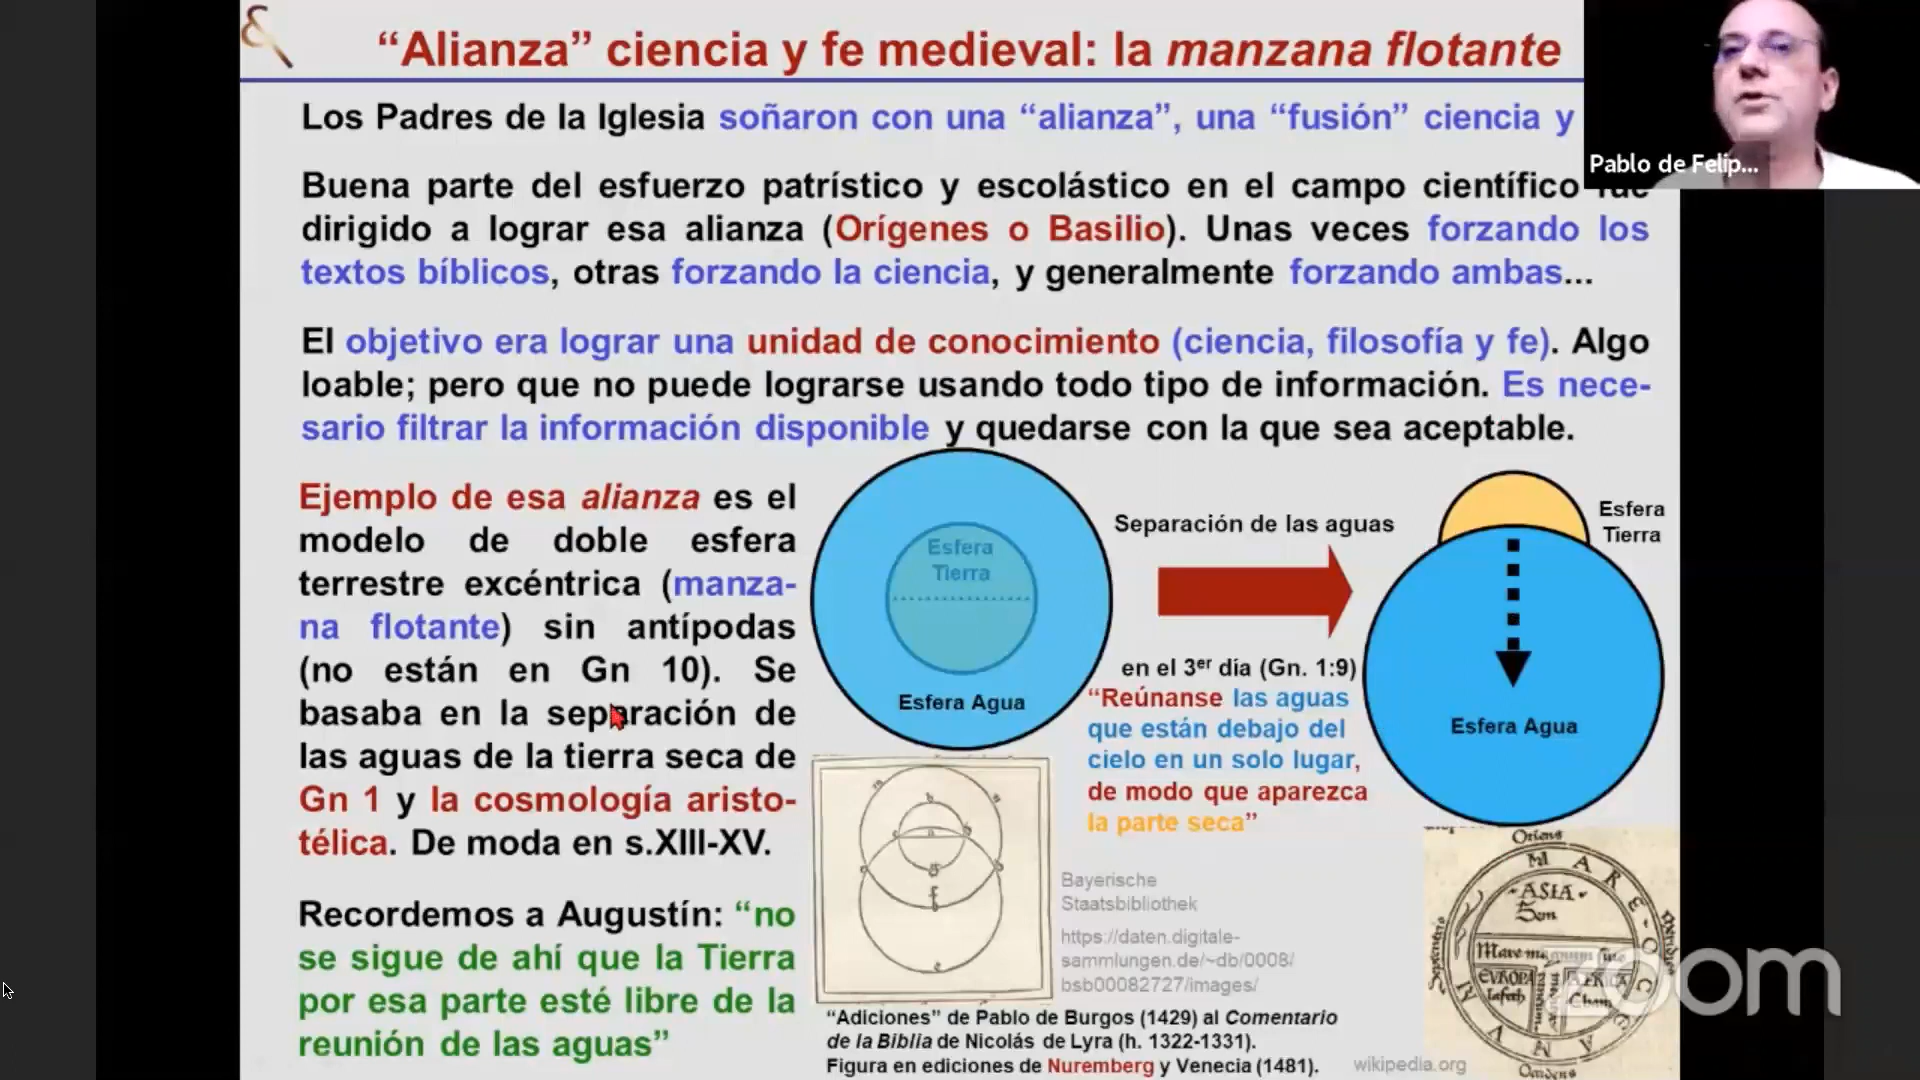 “Alianza” ciencia y fe medieval: la manzana flotante
Pablo de Felip...
Los Padres de la Iglesia soñaron con una “alianza”, una “fusión” ciencia y
Buena parte del esfuerzo patrístico y escolástico en el campo científico fue
dirigido a lograr esa alianza (Orígenes o Basilio). Unas veces forzando los
textos bíblicos, otras forzando la ciencia, y generalmente forzando ambas...
El objetivo era lograr una unidad de conocimiento (ciencia, filosofía y fe). Algo
loable; pero que no puede lograrse usando todo tipo de información. Es nece-
sario filtrar la información disponible y quedarse con la que sea aceptable.
Ejemplo de esa alianza es el
modelo de doble esfera
terrestre excéntrica (manza-
na flotante) sin antípodas
(no están en Gn 10). Se
basaba en la separación de
las aguas de la tierra seca de
Gn 1 y la cosmología aristo-
télica. De moda en s.XIII-XV.
Recordemos a Augustín: “no
se sigue de ahí que la Tierra
por esa parte esté libre de la
reunión de las aguas”
Esfera
Tierra
Esfera Agua
Separación de las aguas
en el 3er día (Gn. 1:9)
“Reúnanse las aguas
que están debajo del
cielo en un solo lugar,
de modo que aparezca
la parte seca”
Esfera
Tierra
Esfera Agua
Bayerische
Staatsbibliothek
https://daten.digitale-
sammlungen.de/~db/0008/
bsb00082727/images/
“Adiciones” de Pablo de Burgos (1429) al Comentario
de la Biblia de Nicolás de Lyra (h. 1322-1331).
Figura en ediciones de Nuremberg y Venecia (1481).
wikipedia.org
Oriens
MARE
ASIA
Sem
EVROPA
Iafeth
zoom